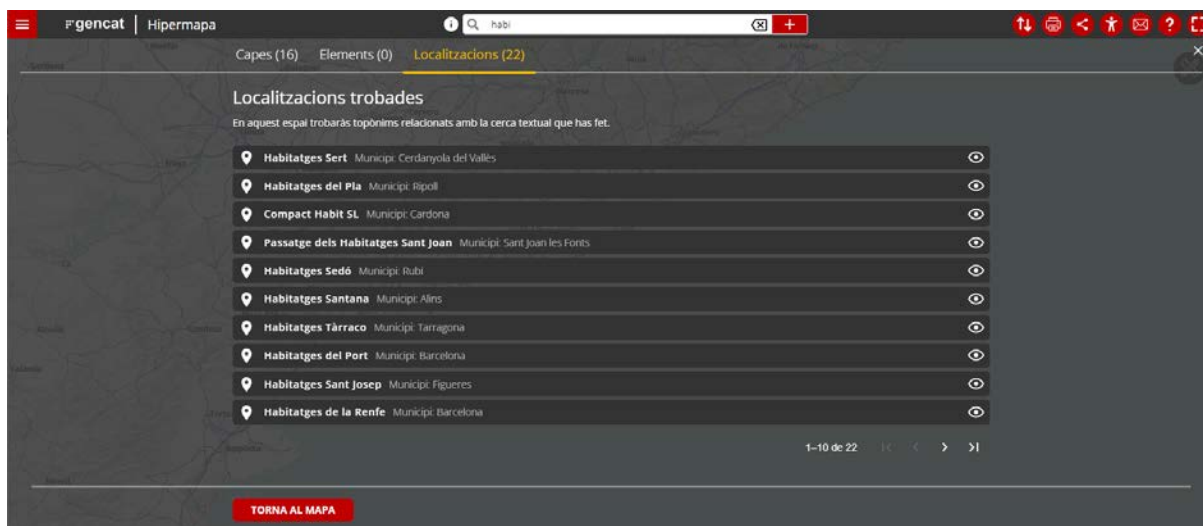 gencat | Hipermapa
habi
Capes (16) Elements (0) Localitzacions (22)
Localitzacions trobades
En aquest espai trobaràs topònims relacionats amb la cerca textual que has fet.
Habitatges Sert Municipi: Cerdanyola del Vallès
Habitatges del Pla Municipi: Ripoll
Compact Habit SL Municipi: Cardona
Passatge dels Habitatges Sant Joan Municipi: Sant Joan les Fonts
Habitatges Sedó Municipi: Rubí
Habitatges Santana Municipi: Alins
Habitatges Tàrraco Municipi: Tarragona
Habitatges del Port Municipi: Barcelona
Habitatges Sant Josep Municipi: Figueres
Habitatges de la Renfe Municipi: Barcelona
1–10 de 22
TORNA AL MAPA